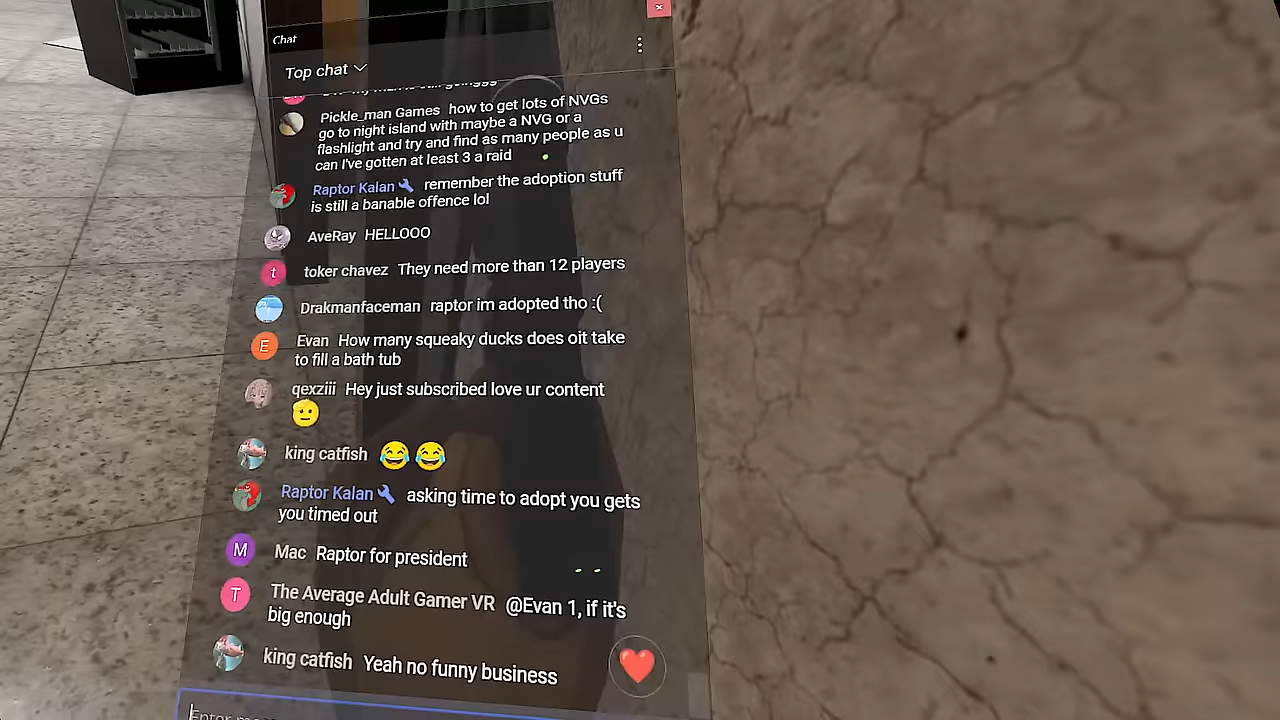 Chat
Top chat
Pickle_man Games how to get lots of NVGs
go to night island with maybe a NVG or a
flashlight and try and find as many people as u
can I've gotten at least 3 a raid
Raptor Kalan remember the adoption stuff
is still a banable offence lol
AveRay HELLOOO
t toker chavez They need more than 12 players
Drakmanfaceman raptor im adopted tho :(
E Evan How many squeaky ducks does oit take
to fill a bath tub
qexziii Hey just subscribed love ur content
king catfish 😂😂
Raptor Kalan asking time to adopt you gets
you timed out
M Mac Raptor for president
T The Average Adult Gamer VR @Evan 1, if it's
big enough
king catfish Yeah no funny business
Enter